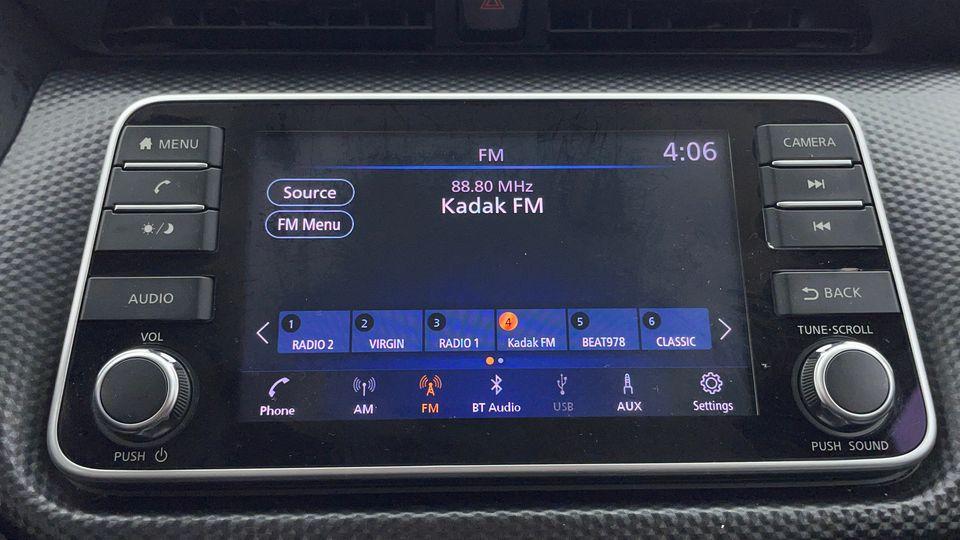 MENU
AUDIO
VOL
PUSH
FM
4:06
Source
88.80 MHz
Kadak FM
FM Menu
1 RADIO 2
2 VIRGIN
3 RADIO 1
4 Kadak FM
5 BEAT978
6 CLASSIC
Phone
AM
FM
BT Audio
USB
AUX
Settings
CAMERA
BACK
TUNE·SCROLL
PUSH SOUND